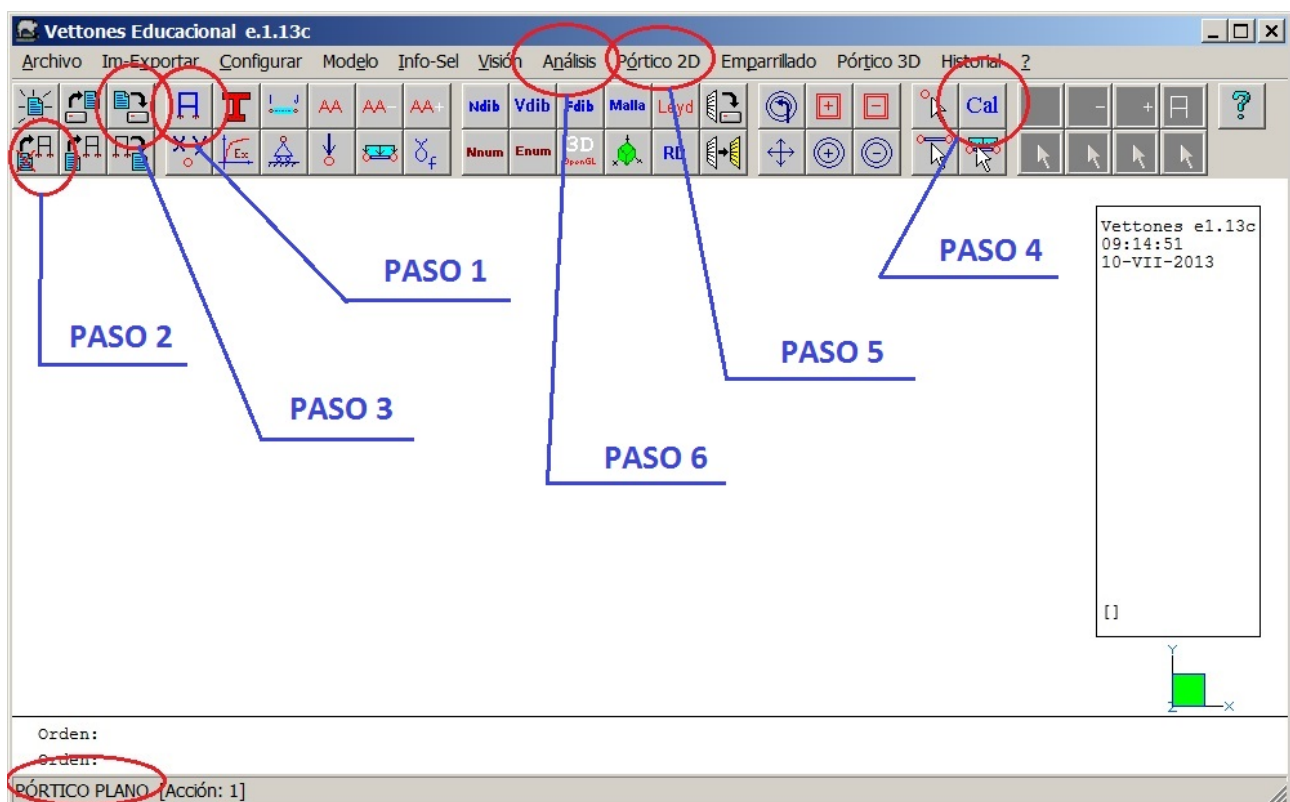 Vettones Educacional e.1.13c
Archivo Im-Exportar Configurar Modelo Info-Sel Visión Análisis Pórtico 2D Emparrillado Pórtico 3D Historial ?
AA AA- AA+ Ndib Vdib Fdib Malla Leyd Cal - + ?
Ex f Nnum Enum 3D OpenGL RD
Vettones e1.13c
09:14:51
10-VII-2013
PASO 4
PASO 1
PASO 2
PASO 5
PASO 3
PASO 6
[]
Y
Z X
Orden:
Orden:
PÓRTICO PLANO [Acción: 1]